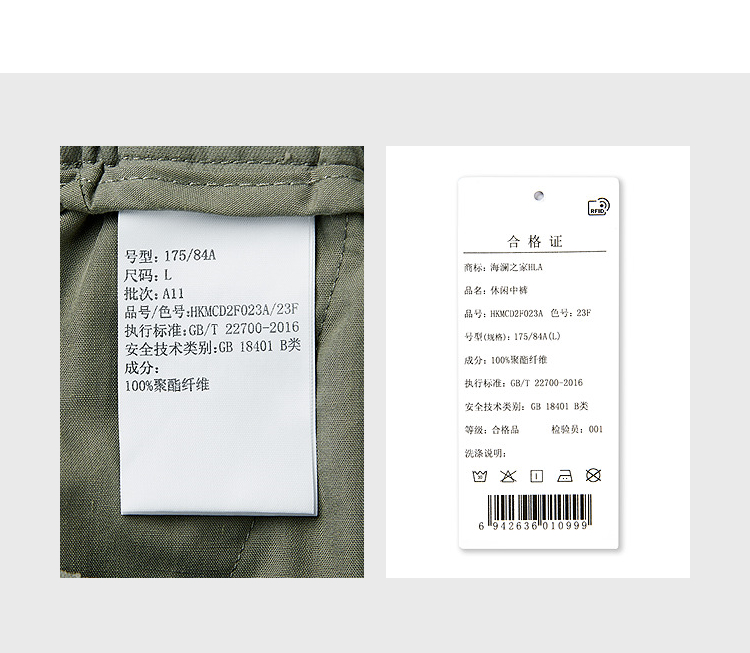 号型: 175/84A
尺码: L
批次: A11
品号/色号:HKMCD2F023A/23F
执行标准:GB/T 22700-2016
安全技术类别:GB 18401 B类
成分:
100%聚酯纤维
RFID
合格证
商标: 海澜之家HLA
品名: 休闲中裤
品号: HKMCD2F023A 色号: 23F
号型(规格): 175/84A(L)
成分: 100%聚酯纤维
执行标准: GB/T 22700-2016
安全技术类别: GB 18401 B类
等级: 合格品 检验员: 001
洗涤说明:
30
6 942636 010999